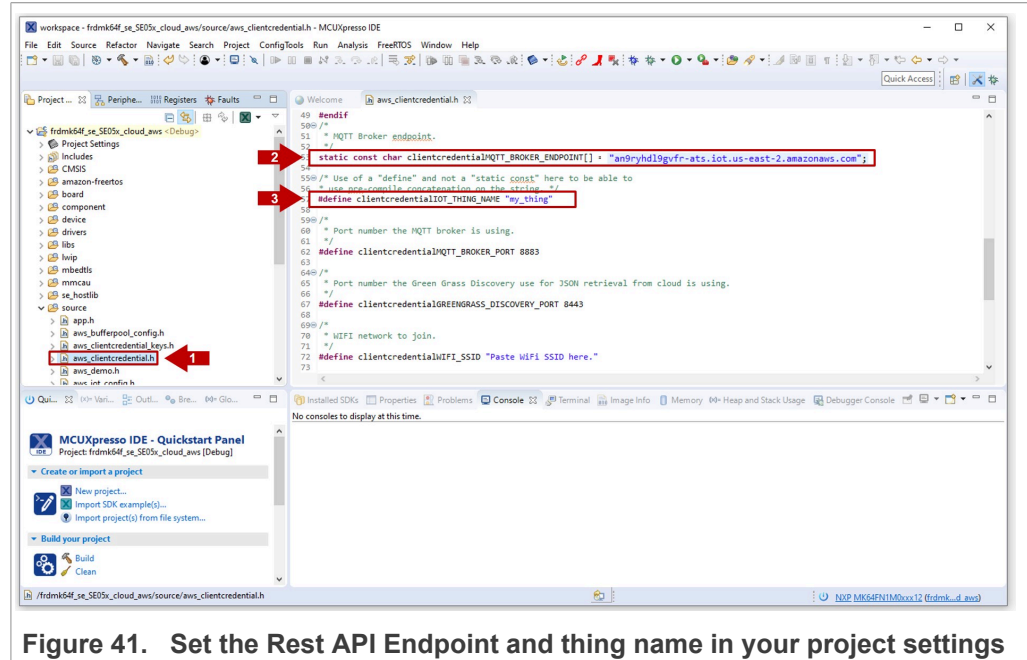 workspace - frdmk64f_se_SE05x_cloud_aws/source/aws_clientcredential.h - MCUXpresso IDE
File Edit Source Refactor Navigate Search Project ConfigTools Run Analysis FreeRTOS Window Help
Quick Access
Project... Periphe... Registers Faults
Welcome aws_clientcredential.h
frdmk64f_se_SE05x_cloud_aws <Debug>
Project Settings
Includes
CMSIS
amazon-freertos
board
component
device
drivers
libs
lwip
mbedtls
mmcau
se_hostlib
source
app.h
aws_bufferpool_config.h
aws_clientcredential_keys.h
aws_clientcredential.h
1
aws_demo.h
aws_iot_config.h
49 #endif
50 /*
51 * MQTT Broker endpoint.
52 */
2
53 static const char clientcredentialMQTT_BROKER_ENDPOINT[] = "an9ryhdl9gvfr-ats.iot.us-east-2.amazonaws.com";
54
55 /* Use of a "define" and not a "static const" here to be able to
56 * use pre-compile concatenation on the string. */
3
57 #define clientcredentialIOT_THING_NAME "my_thing"
58
59 /*
60 * Port number the MQTT broker is using.
61 */
62 #define clientcredentialMQTT_BROKER_PORT 8883
63
64 /*
65 * Port number the Green Grass Discovery use for JSON retrieval from cloud is using.
66 */
67 #define clientcredentialGREENGRASS_DISCOVERY_PORT 8443
68
69 /*
70 * WIFI network to join.
71 */
72 #define clientcredentialWIFI_SSID "Paste WiFi SSID here."
73
Qui... Vari... Outl... Bre... Glo...
Installed SDKs Properties Problems Console Terminal Image Info Memory Heap and Stack Usage Debugger Console
No consoles to display at this time.
IDE
MCUXpresso IDE - Quickstart Panel
Project: frdmk64f_se_SE05x_cloud_aws [Debug]
Create or import a project
New project...
Import SDK example(s)...
Import project(s) from file system...
Build your project
Build
Clean
/frdmk64f_se_SE05x_cloud_aws/source/aws_clientcredential.h
NXP MK64FN1M0xxx12 (frdmk...d_aws)
Figure 41. Set the Rest API Endpoint and thing name in your project settings